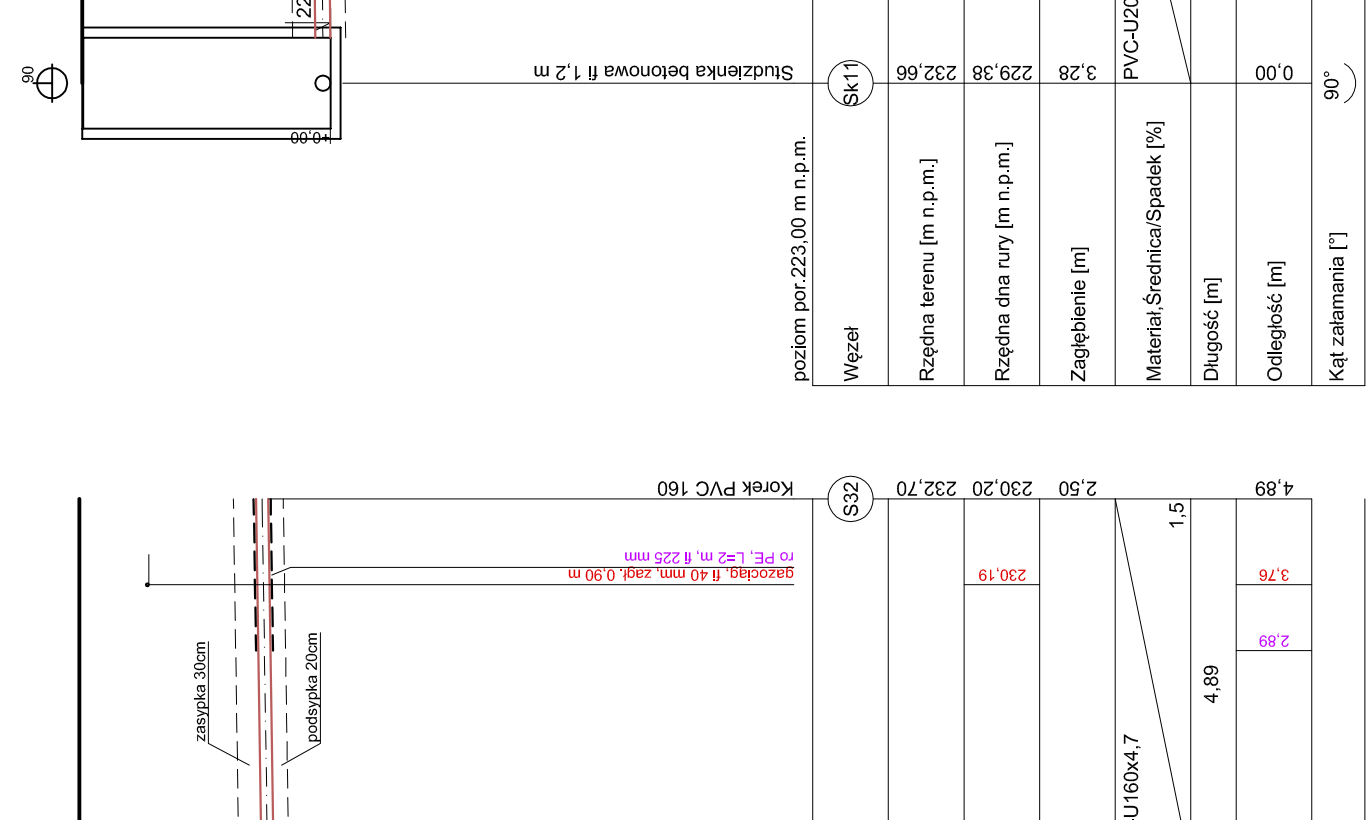 90
22
+0,00
Studzienka betonowa fi 1,2 m
Sk11
232,66
229,38
3,28
PVC-U20
0,00
90°
poziom por.223,00 m n.p.m.
Węzeł
Rzędna terenu [m n.p.m.]
Rzędna dna rury [m n.p.m.]
Zagłębienie [m]
Materiał,Średnica/Spadek [%]
Długość [m]
Odległość [m]
Kąt załamania [°]
Korek PVC 160
S32
232,70
230,20
2,50
1,5
4,89
ro PE, L=2 m, fi 225 mm
gazociąg, fi 40 mm, zagł. 0,90 m
230,19
3,76
2,89
zasypka 30cm
podsypka 20cm
4,89
U160x4,7